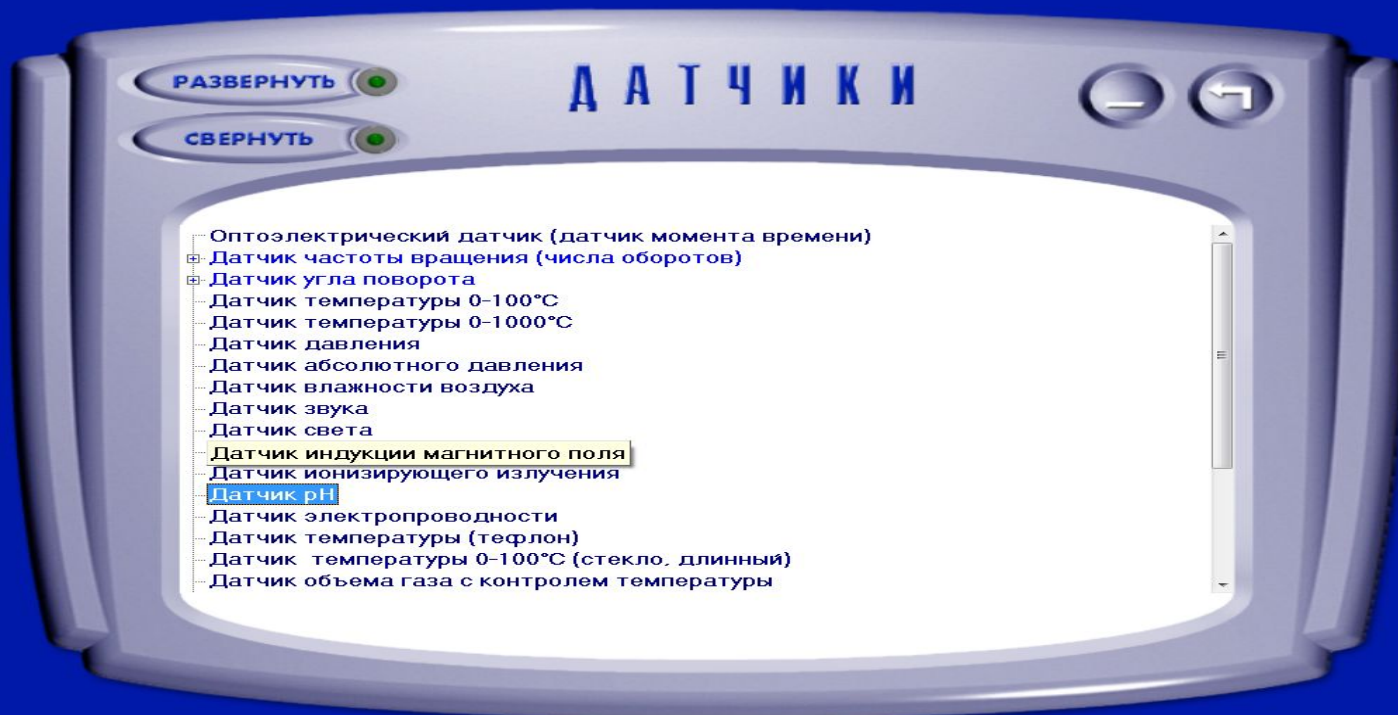 РАЗВЕРНУТЬ
ДАТЧИКИ
СВЕРНУТЬ
Оптоэлектрический датчик (датчик момента времени)
Датчик частоты вращения (числа оборотов)
Датчик угла поворота
Датчик температуры 0-100°C
Датчик температуры 0-1000°C
Датчик давления
Датчик абсолютного давления
Датчик влажности воздуха
Датчик звука
Датчик света
Датчик индукции магнитного поля
Датчик ионизирующего излучения
Датчик pH
Датчик электропроводности
Датчик температуры (тефлон)
Датчик температуры 0-100°C (стекло, длинный)
Датчик объема газа с контролем температуры